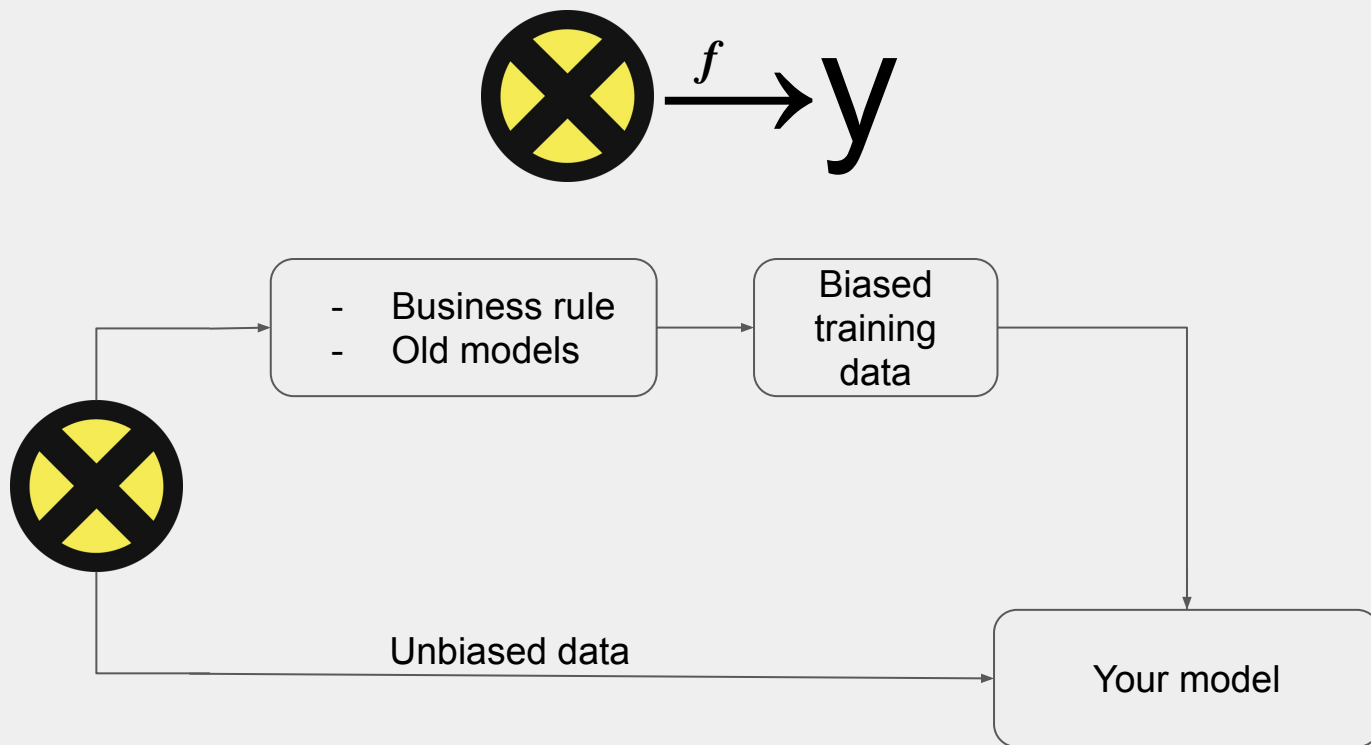 f
y
- Business rule
- Old models
Biased
training
data
Unbiased data
Your model